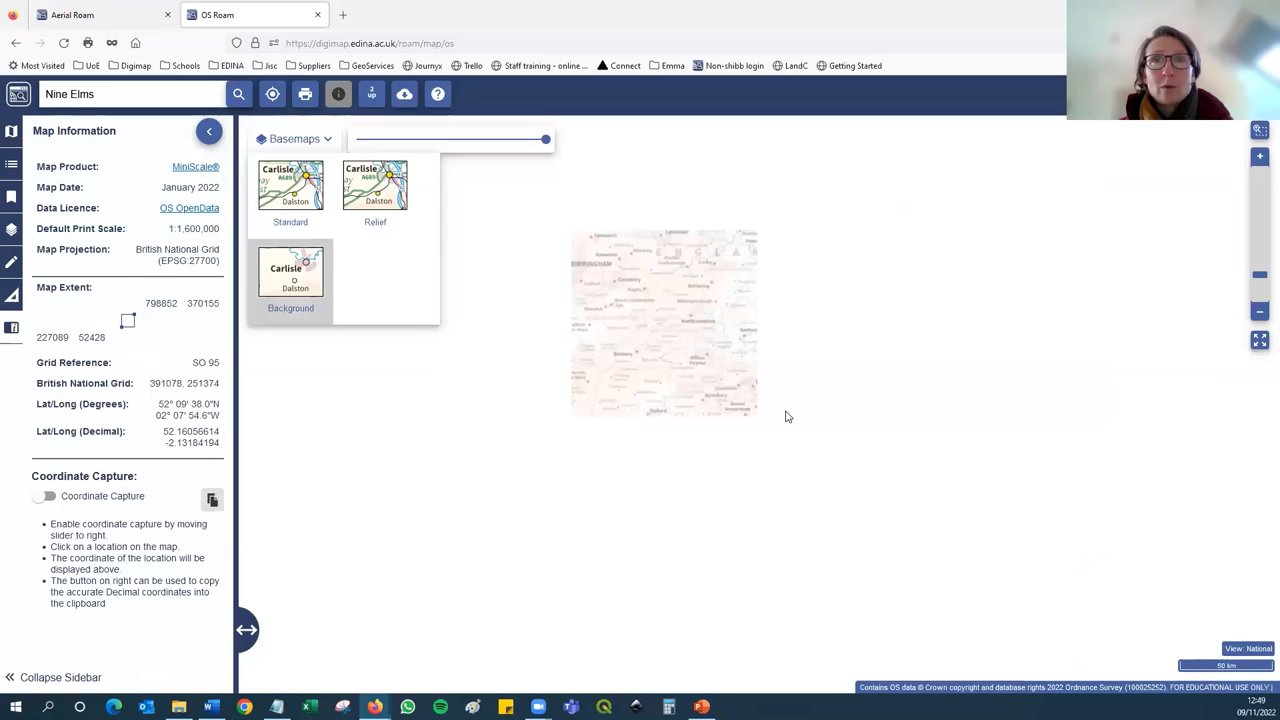 Aerial Roam
OS Roam
https://digimap.edina.ac.uk/roam/map/os
Most Visited UoE Digimap EDINA Jisc Schools Suppliers GeoServices Journyx Staff training - online ... Connect Emma Non-shibb login LandC Getting Started
Nine Elms
2 up
Map Information
Basemaps
Map Product: MiniScale®
Map Date: January 2022
Data Licence: OS OpenData
Default Print Scale: 1:1,600,000
Map Projection: British National Grid
(EPSG:27700)
Map Extent:
798852 370155
227089 52428
Grid Reference: SO 95
British National Grid: 391078, 251374
Lat/Long (Degrees): 52° 09' 38.0"N
02° 07' 54.6"W
Lat/Long (Decimal): 52.16056614
-2.13184194
Coordinate Capture:
Coordinate Capture
Enable coordinate capture by moving
slider to right.
Click on a location on the map.
The coordinate of the location will be
displayed above.
The button on right can be used to copy
the accurate Decimal coordinates into
the clipboard
Collapse Sidebar
Carlisle
A689
Dalston
Carlisle
A689
Dalston
Standard Relief
Carlisle
Dalston
Background
BIRMINGHAM
View: National
50 km
Contains OS data © Crown copyright and database rights 2022 Ordnance Survey (100025252). FOR EDUCATIONAL USE ONLY
12:49
09/11/2022